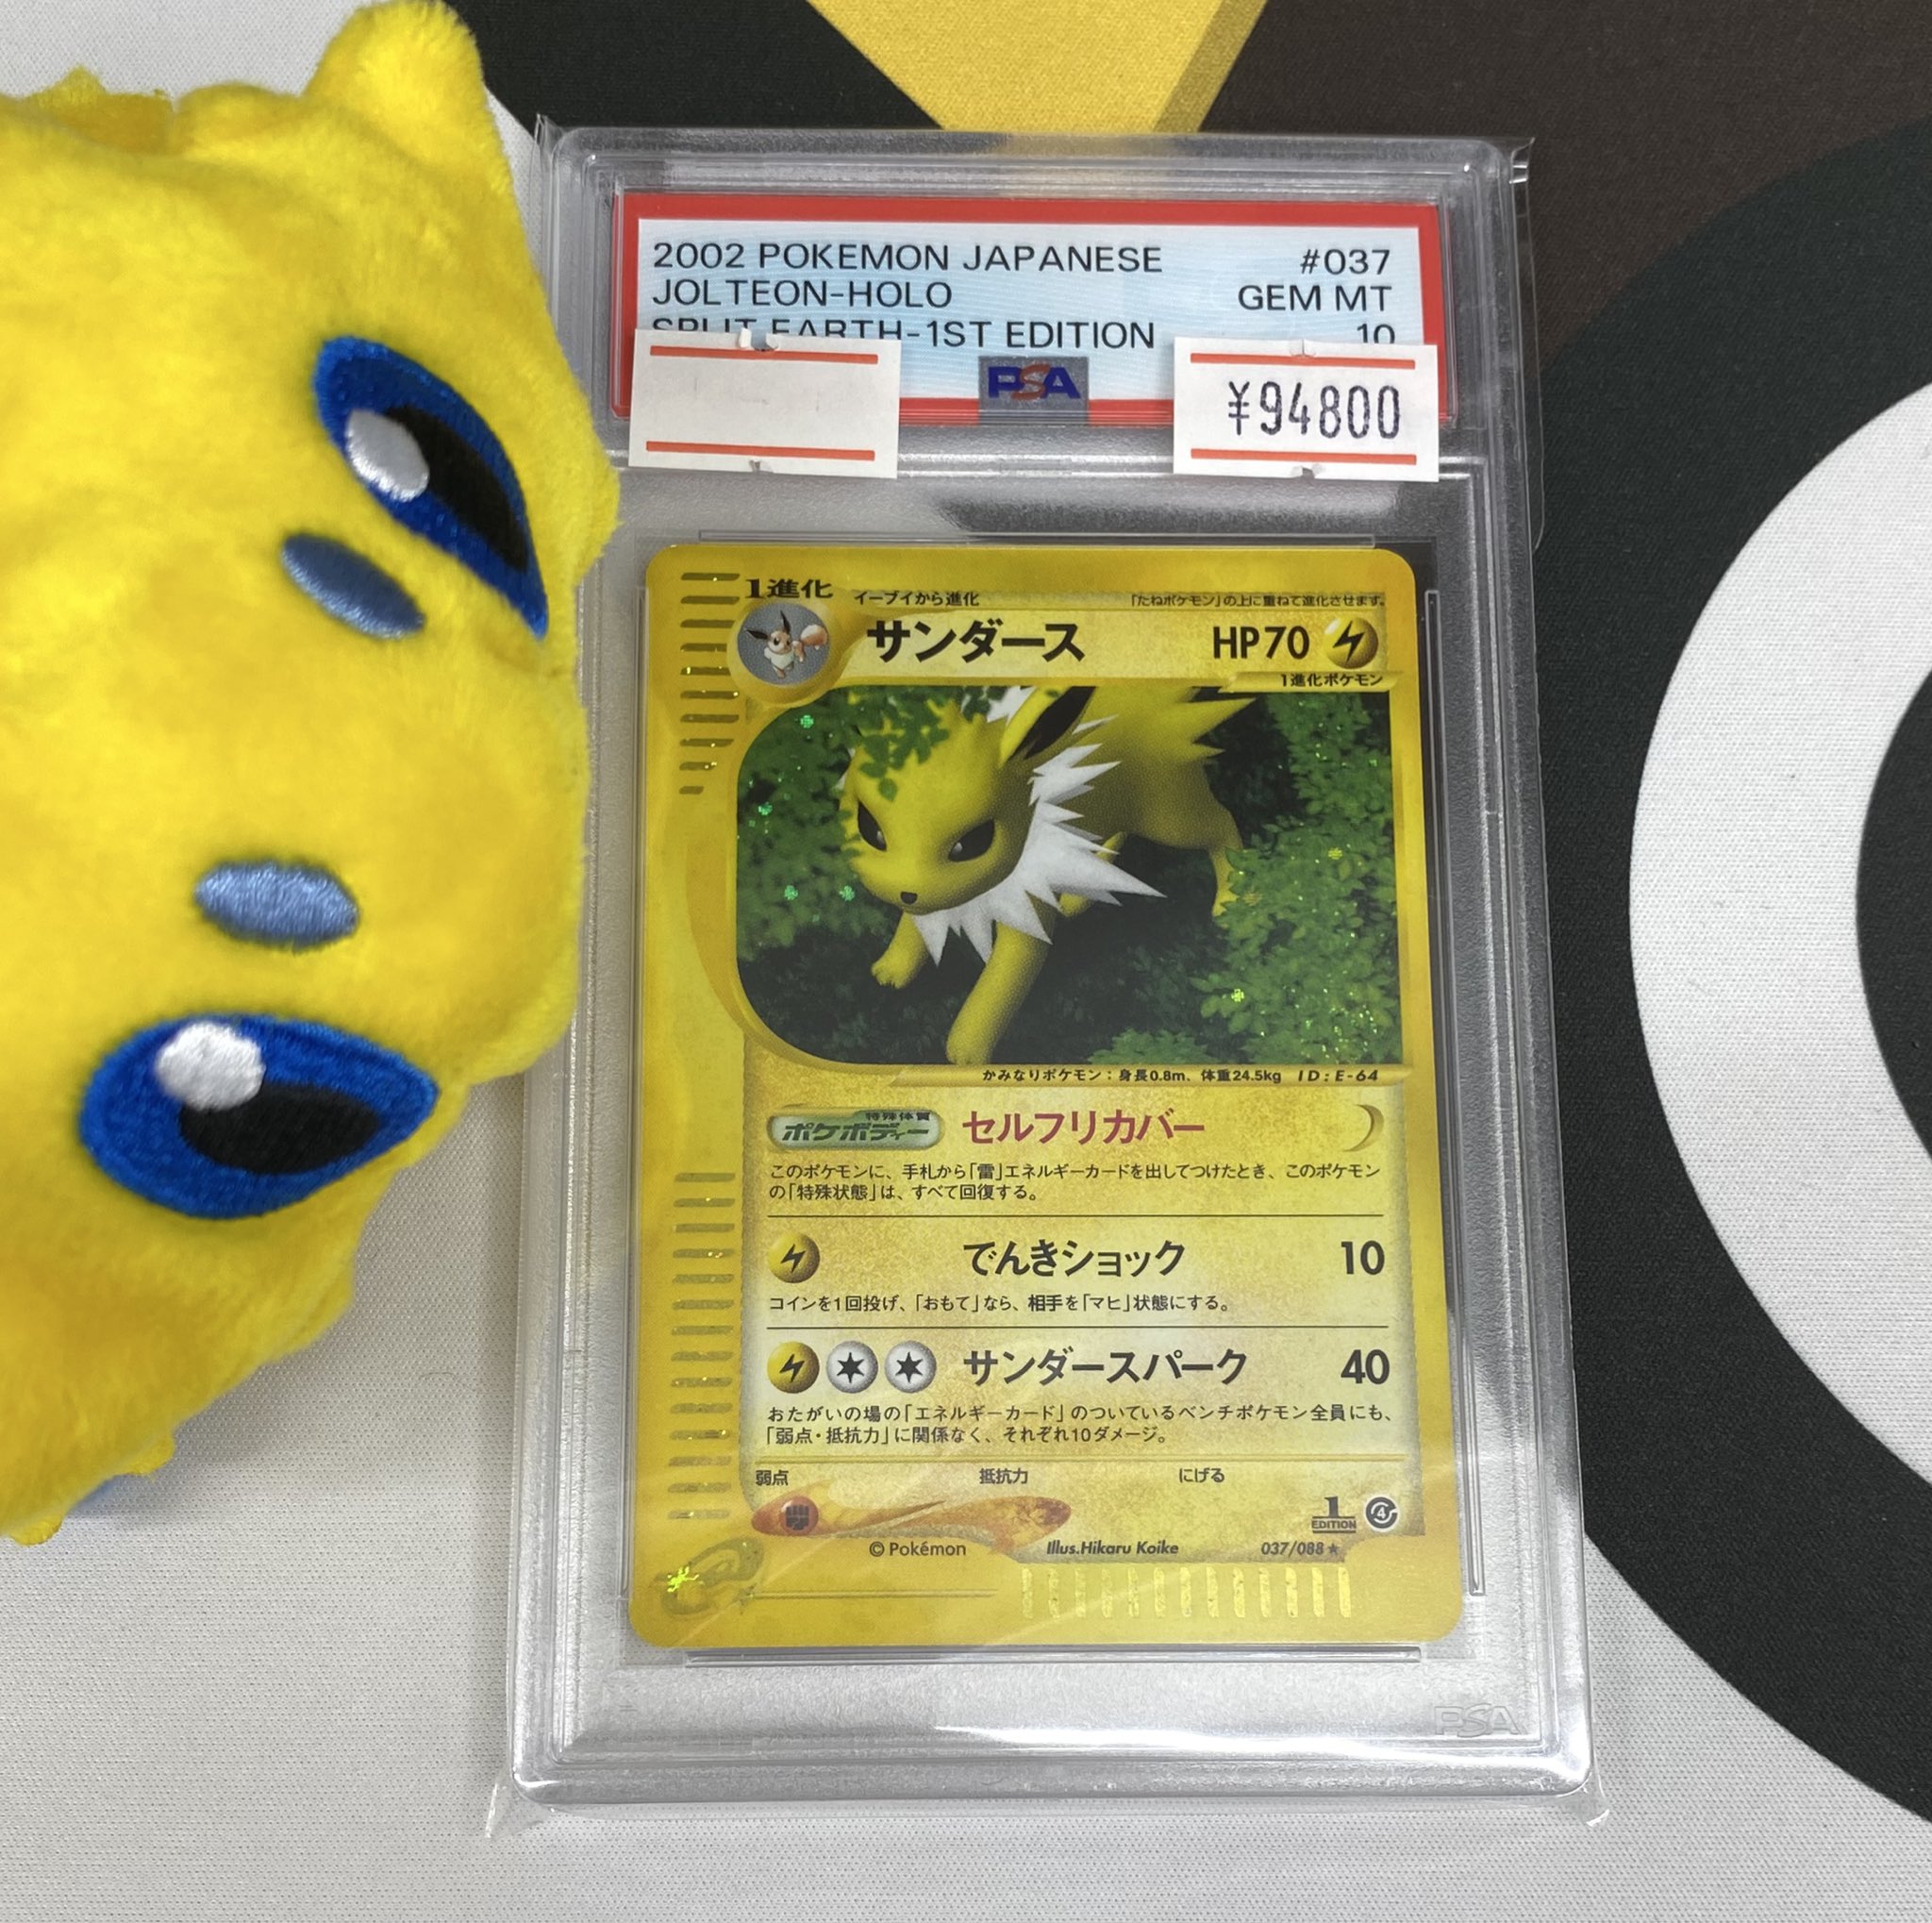 2002 POKEMON JAPANESE #037
JOLTEON-HOLO GEM MT
SPLIT EARTH-1ST EDITION 10
PSA
¥94800
1進化
イーブイから進化 「たねポケモン」の上に重ねて進化させます。
サンダース HP70
1進化ポケモン
かみなりポケモン：身長0.8m、体重24.5kg ID:E-64
特殊体質
ポケボディー セルフリカバー
このポケモンに、手札から「雷」エネルギーカードを出してつけたとき、このポケモン
の「特殊状態」は、すべて回復する。
でんきショック 10
コインを1回投げ、「おもて」なら、相手を「マヒ」状態にする。
サンダースパーク 40
おたがいの場の「エネルギーカード」のついているベンチポケモン全員にも、
「弱点・抵抗力」に関係なく、それぞれ10ダメージ。
弱点 抵抗力 にげる
1 EDITION 4
© Pokémon Illus.Hikaru Koike 037/088★
PSA